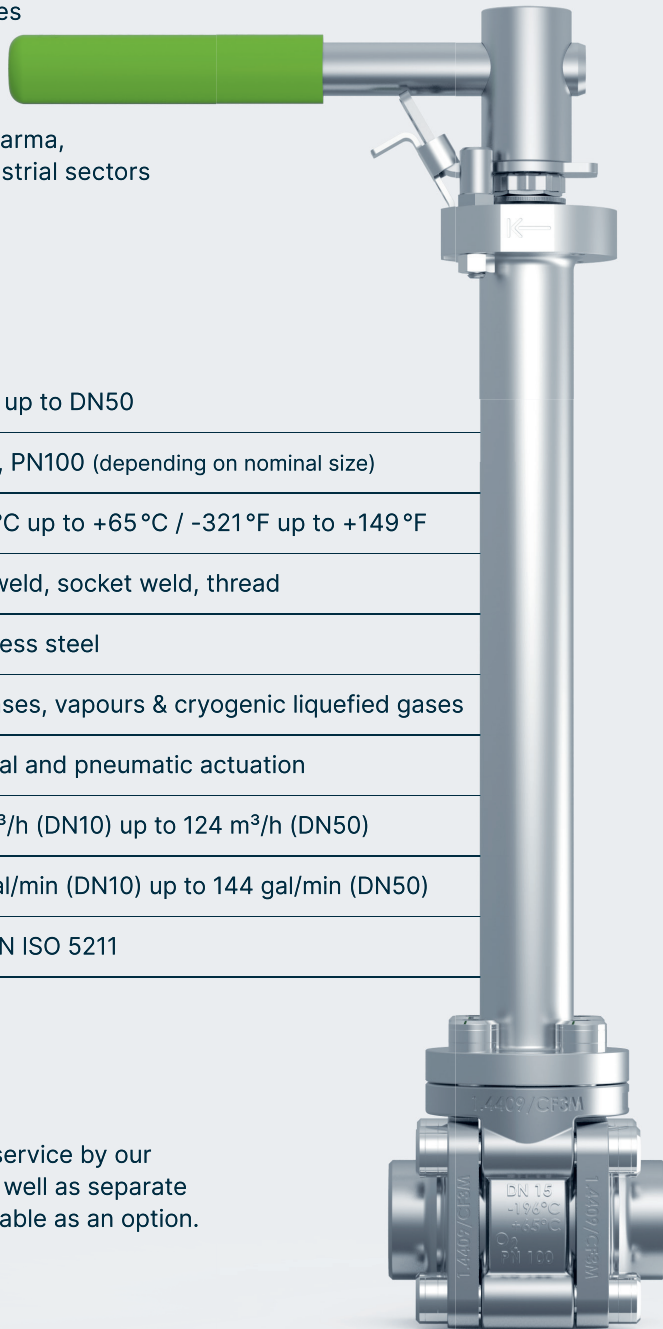 es
arma,
strial sectors
up to DN50
, PN100 (depending on nominal size)
°C up to +65 °C / -321 °F up to +149 °F
weld, socket weld, thread
ess steel
ses, vapours & cryogenic liquefied gases
al and pneumatic actuation
³/h (DN10) up to 124 m³/h (DN50)
al/min (DN10) up to 144 gal/min (DN50)
N ISO 5211
1.4409/CF3M
service by our
well as separate
able as an option.
DN 15
-196°C
+65°C
PN 100
1.4409/CF3M
1.4409/CF3M